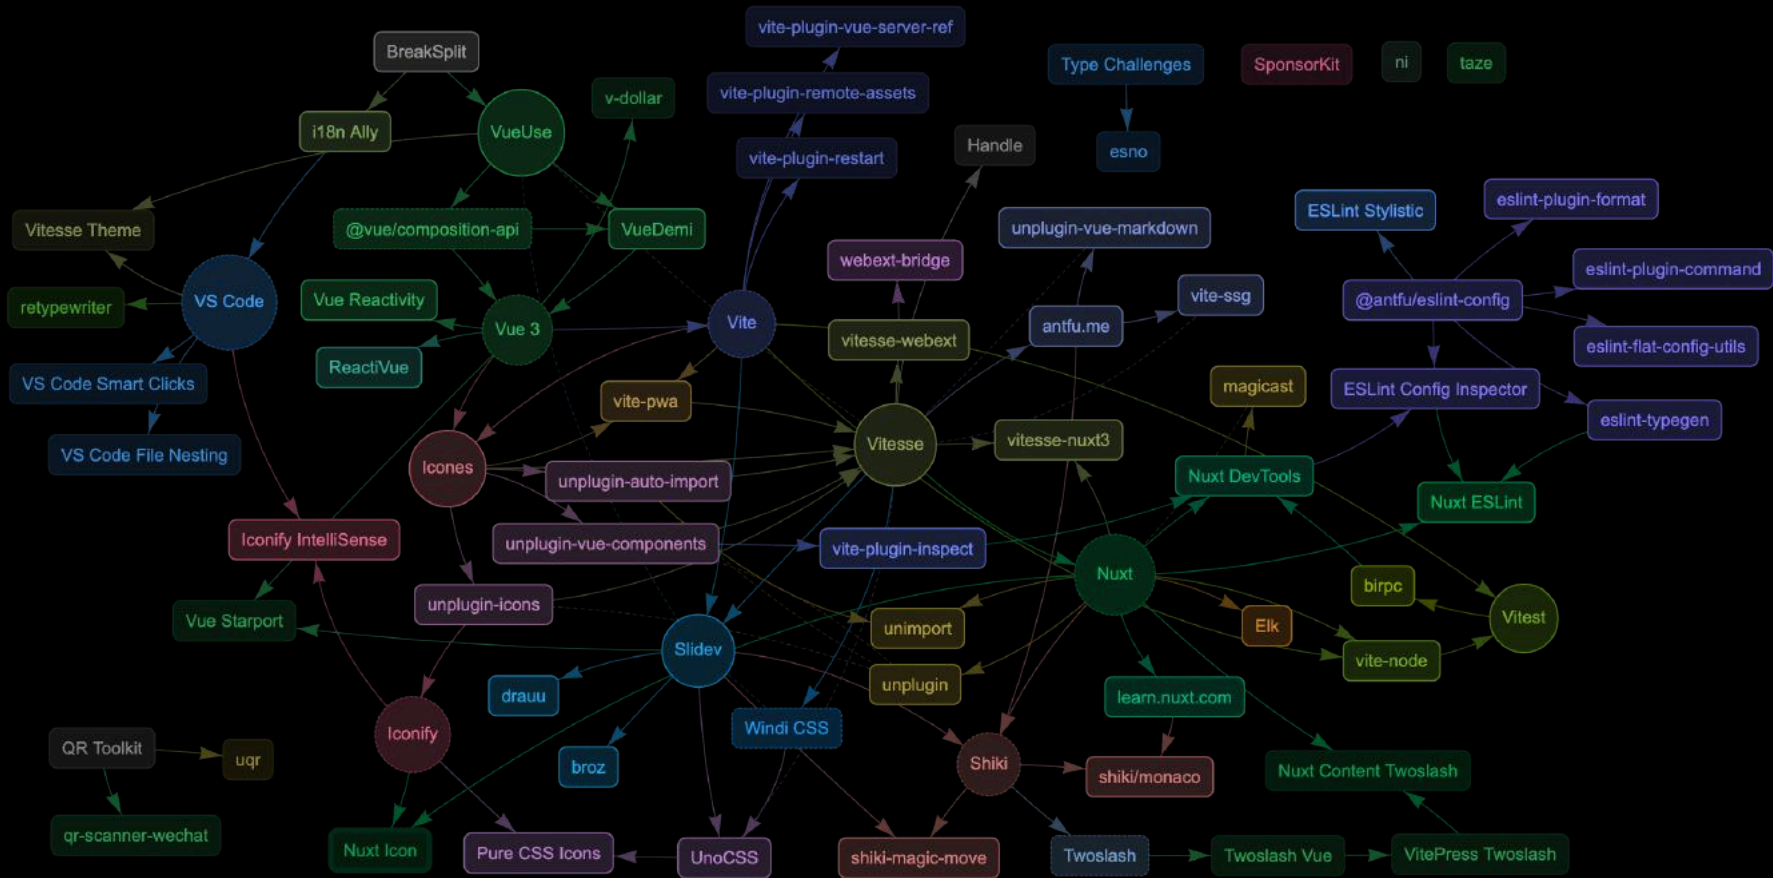 vite-plugin-vue-server-ref
BreakSplit
Type Challenges
SponsorKit
ni
taze
vite-plugin-remote-assets
v-dollar
i18n Ally
VueUse
vite-plugin-restart
Handle
esno
eslint-plugin-format
ESLint Stylistic
Vitesse Theme
@vue/composition-api
VueDemi
unplugin-vue-markdown
webext-bridge
eslint-plugin-command
VS Code
retypewriter
Vue Reactivity
Vue 3
Vite
vite-ssg
antfu.me
@antfu/eslint-config
vitesse-webext
eslint-flat-config-utils
ReactiVue
VS Code Smart Clicks
vite-pwa
magicast
ESLint Config Inspector
eslint-typegen
VS Code File Nesting
Icones
Vitesse
vitesse-nuxt3
unplugin-auto-import
Nuxt DevTools
Nuxt ESLint
Iconify IntelliSense
unplugin-vue-components
vite-plugin-inspect
Nuxt
birpc
unplugin-icons
Vue Starport
unimport
Elk
Vitest
Slidev
vite-node
drauu
unplugin
learn.nuxt.com
Iconify
Windi CSS
QR Toolkit
uqr
broz
Shiki
shiki/monaco
Nuxt Content Twoslash
qr-scanner-wechat
Nuxt Icon
Pure CSS Icons
UnoCSS
shiki-magic-move
Twoslash
Twoslash Vue
VitePress Twoslash